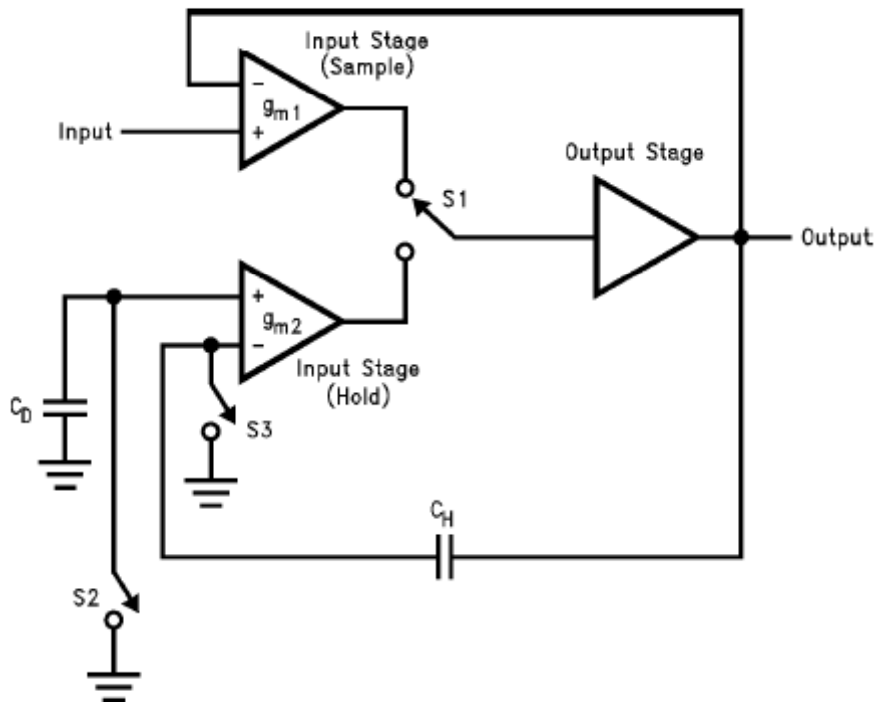 Input Stage
(Sample)
-
gm1
+
Input
Output Stage
S1
Output
+
gm2
-
Input Stage
(Hold)
CD
S3
CH
S2